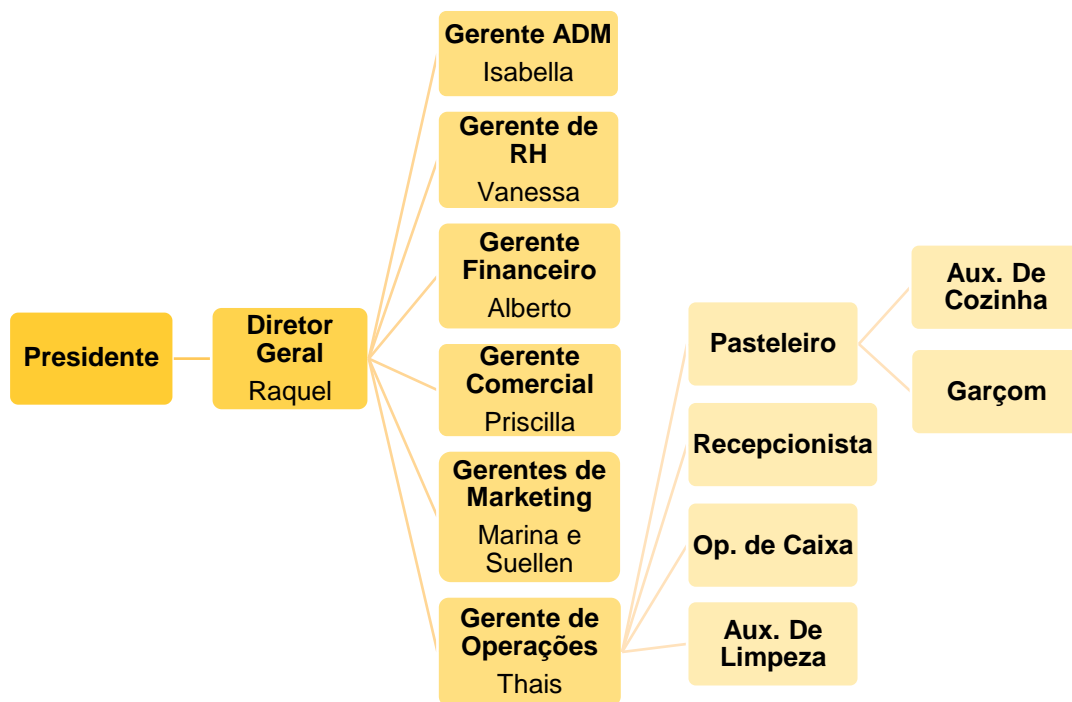 Gerente ADM
Isabella
Gerente de
RH
Vanessa
Gerente
Financeiro
Alberto
Aux. De
Cozinha
Presidente
Diretor
Geral
Raquel
Gerente
Comercial
Priscilla
Pasteleiro
Garçom
Recepcionista
Gerentes de
Marketing
Marina e
Suellen
Op. de Caixa
Gerente de
Operações
Thais
Aux. De
Limpeza